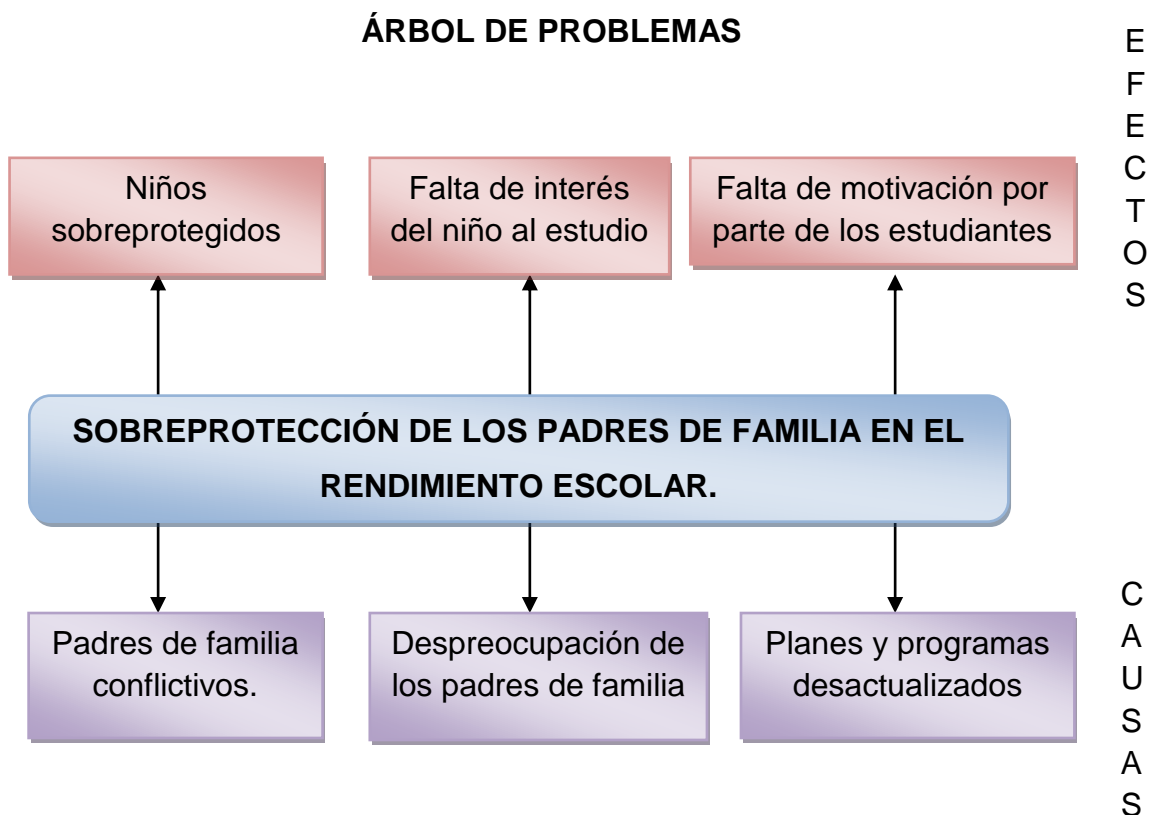 ÁRBOL DE PROBLEMAS
E
F
E
C
T
O
S
Niños
sobreprotegidos
Falta de interés
del niño al estudio
Falta de motivación por
parte de los estudiantes
SOBREPROTECCIÓN DE LOS PADRES DE FAMILIA EN EL
RENDIMIENTO ESCOLAR.
Padres de familia
conflictivos.
Despreocupación de
los padres de familia
Planes y programas
desactualizados
C
A
U
S
A
S